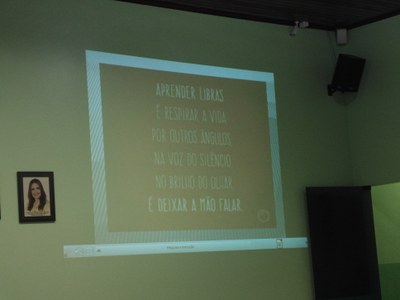 APRENDER LIBRAS
É RESPIRAR A VIDA
POR OUTROS ÂNGULOS,
NA VOZ DO SILÊNCIO,
NO BRILHO DO OLHAR,
É DEIXAR A MÃO FALAR.